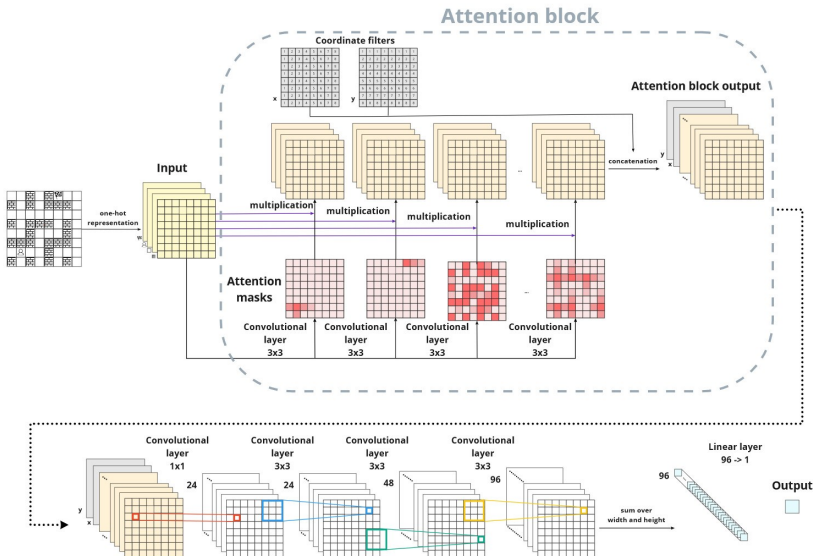 Attention block
Coordinate filters
x
y
Attention block output
y
x
...
concatenation
Input
one-hot
representation
multiplication
multiplication
multiplication
multiplication
Attention
masks
...
Convolutional
layer
3x3
Convolutional
layer
3x3
Convolutional
layer
3x3
Convolutional
layer
3x3
Convolutional
layer
1x1
Convolutional
layer
3x3
Convolutional
layer
3x3
Convolutional
layer
3x3
24
24
48
96
y
x
sum over
width and height
96
Linear layer
96 -> 1
Output